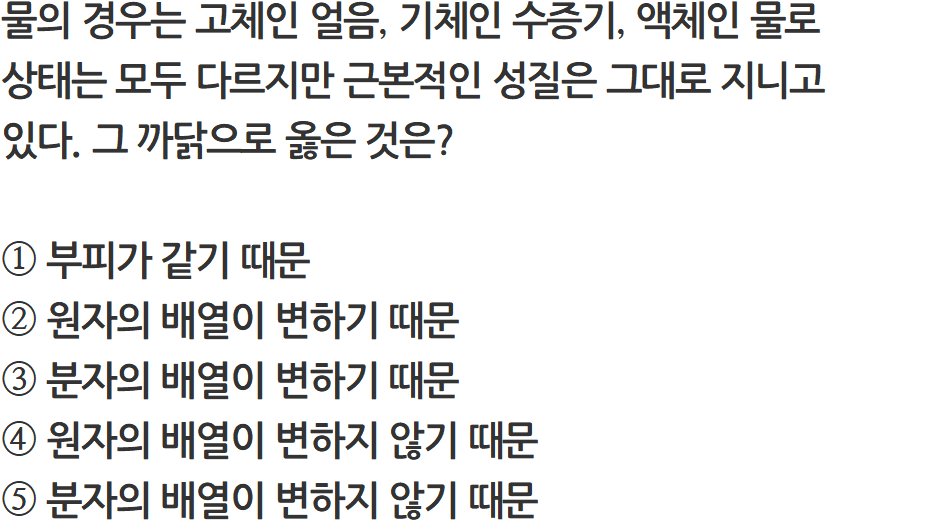 물의 경우는 고체인 얼음, 기체인 수증기, 액체인 물로
상태는 모두 다르지만 근본적인 성질은 그대로 지니고
있다. 그 까닭으로 옳은 것은?
① 부피가 같기 때문
② 원자의 배열이 변하기 때문
③ 분자의 배열이 변하기 때문
④ 원자의 배열이 변하지 않기 때문
⑤ 분자의 배열이 변하지 않기 때문